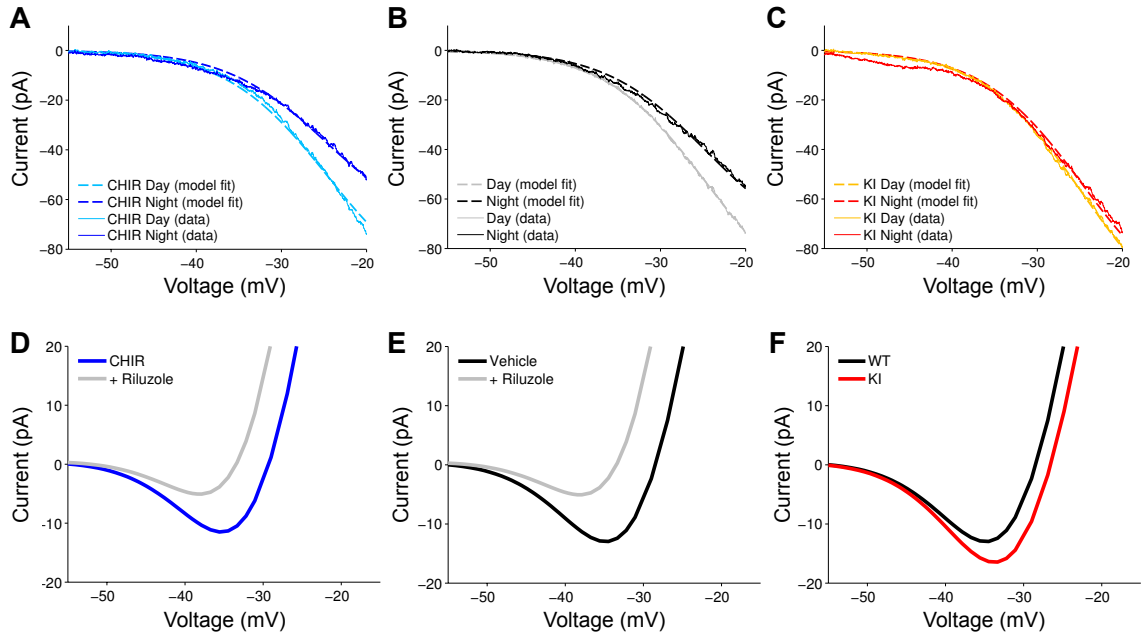 A
Current (pA)
0
−20
−40
−60
−80
CHIR Day (model fit)
CHIR Night (model fit)
CHIR Day (data)
CHIR Night (data)
−50
−40
−30
−20
Voltage (mV)
B
Current (pA)
0
−20
−40
−60
−80
Day (model fit)
Night (model fit)
Day (data)
Night (data)
−50
−40
−30
−20
Voltage (mV)
C
Current (pA)
0
−20
−40
−60
−80
KI Day (model fit)
KI Night (model fit)
KI Day (data)
KI Night (data)
−50
−40
−30
−20
Voltage (mV)
D
Current (pA)
20
10
0
−10
−20
CHIR
+ Riluzole
−50
−40
−30
−20
Voltage (mV)
E
Current (pA)
20
10
0
−10
−20
Vehicle
+ Riluzole
−50
−40
−30
−20
Voltage (mV)
F
Current (pA)
20
10
0
−10
−20
WT
KI
−50
−40
−30
−20
Voltage (mV)